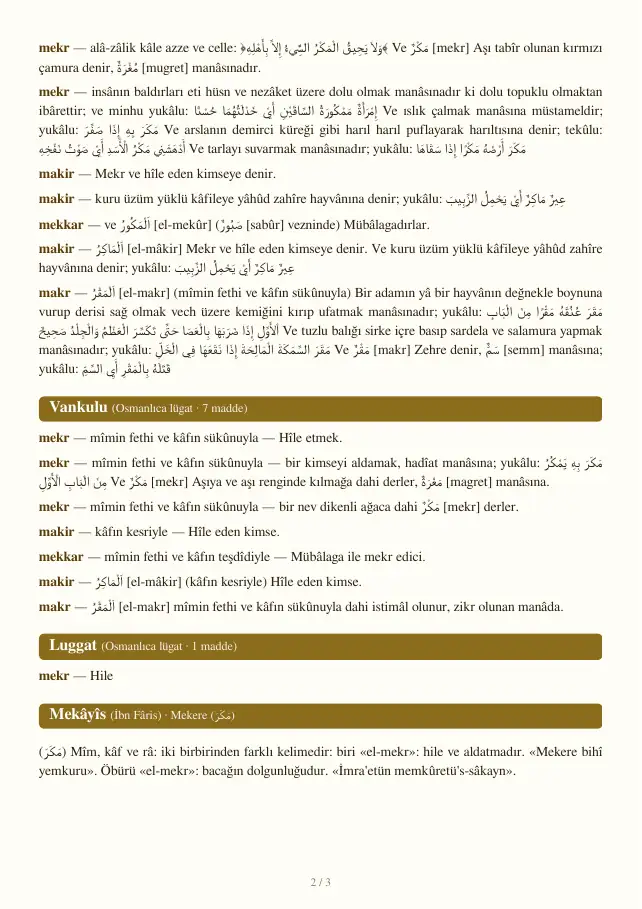 mekr — alâ-zâlik kâle azze ve celle: ﴿وَلاَ يَحِيقُ الْمَكْرُ السَّيِّءُ إِلاَّ بِأَهْلِهِ﴾ Ve مَكْرٌ [mekr] Aşı tabîr olunan kırmızı
çamura denir, مُغْرَةٌ [mugret] manâsınadır.
mekr — insânın baldırları eti hüsn ve nezâket üzere dolu olmak manâsınadır ki dolu topuklu olmaktan
ibârettir; ve minhu yukâlu: إِمْرَأَةٌ مَمْكُورَةُ السَّاقَيْنِ أَيْ خَدْلَتُهُمَا حُسْنًا Ve ıslık çalmak manâsına müstameldir;
yukâlu: مَكَرَ بِهِ إِذَا صَفَّرَ Ve arslanın demirci küreği gibi harıl harıl puflayarak harıltısına denir; tekûlu:
أَدْهَشَنِي مَكْرُ الْأَسَدِ أَيْ صَوْتُ نَفْخِهِ Ve tarlayı suvarmak manâsınadır; yukâlu: مَكَرَ أَرْضَهُ مَكْرًا إِذَا سَقَاهَا
makir — Mekr ve hîle eden kimseye denir.
makir — kuru üzüm yüklü kâfileye yâhûd zahîre hayvânına denir; yukâlu: عِيرٌ مَاكِرٌ أَيْ يَحْمِلُ الزَّبِيبَ
mekkar — ve اَلْمَكُورُ [el-mekûr] (صَبُورٌ [sabûr] vezninde) Mübâlagadırlar.
makir — اَلْمَاكِرُ [el-mâkir] Mekr ve hîle eden kimseye denir. Ve kuru üzüm yüklü kâfileye yâhûd zahîre
hayvânına denir; yukâlu: عِيرٌ مَاكِرٌ أَيْ يَحْمِلُ الزَّبِيبَ
makr — اَلْمَقْرُ [el-makr] (mîmin fethi ve kâfın sükûnuyla) Bir adamın yâ bir hayvânın değnekle boynuna
vurup derisi sağ olmak vech üzere kemiğini kırıp ufatmak manâsınadır; yukâlu: مَقَرَ عُنُقَهُ مَقْرًا مِنَ الْبَابِ
اَلْأَوَّلِ إِذَا ضَرَبَهَا بِالْعَصَا حَتَّى تَكَسَّرَ الْعَظْمُ وَالْجِلْدُ صَحِيحٌ Ve tuzlu balığı sirke içre basıp sardela ve salamura yapmak
manâsınadır; yukâlu: مَقَرَ السَّمَكَةَ الْمَالِحَةَ إِذَا نَقَعَهَا فِي الْخَلِّ Ve مَقْرٌ [makr] Zehre denir, سَمٌّ [semm] manâsına;
yukâlu: قَتَلَهُ بِالْمَقْرِ أَيِ السَّمِّ
Vankulu (Osmanlıca lügat · 7 madde)
mekr — mîmin fethi ve kâfın sükûnuyla — Hîle etmek.
mekr — mîmin fethi ve kâfın sükûnuyla — bir kimseyi aldamak, hadîat manâsına; yukâlu: مَكَرَ بِهِ يَمْكُرُ
مِنَ الْبَابِ الْأَوَّلِ Ve مَكْرٌ [mekr] Aşıya ve aşı renginde kılmağa dahi derler, مَغْرَةٌ [magret] manâsına.
mekr — mîmin fethi ve kâfın sükûnuyla — bir nev dikenli ağaca dahi مَكْرٌ [mekr] derler.
makir — kâfın kesriyle — Hîle eden kimse.
mekkar — mîmin fethi ve kâfın teşdîdiyle — Mübâlaga ile mekr edici.
makir — اَلْمَاكِرُ [el-mâkir] (kâfın kesriyle) Hîle eden kimse.
makr — اَلْمَقْرُ [el-makr] mîmin fethi ve kâfın sükûnuyla dahi istimâl olunur, zikr olunan manâda.
Luggat (Osmanlıca lügat · 1 madde)
mekr — Hile
Mekâyîs (İbn Fâris) · Mekere (مَكَرَ)
(مَكَرَ) Mîm, kâf ve râ: iki birbirinden farklı kelimedir: biri «el-mekr»: hile ve aldatmadır. «Mekere bihî
yemkuru». Öbürü «el-mekr»: bacağın dolgunluğudur. «İmra'etün memkûretü's-sâkayn».
2 / 3